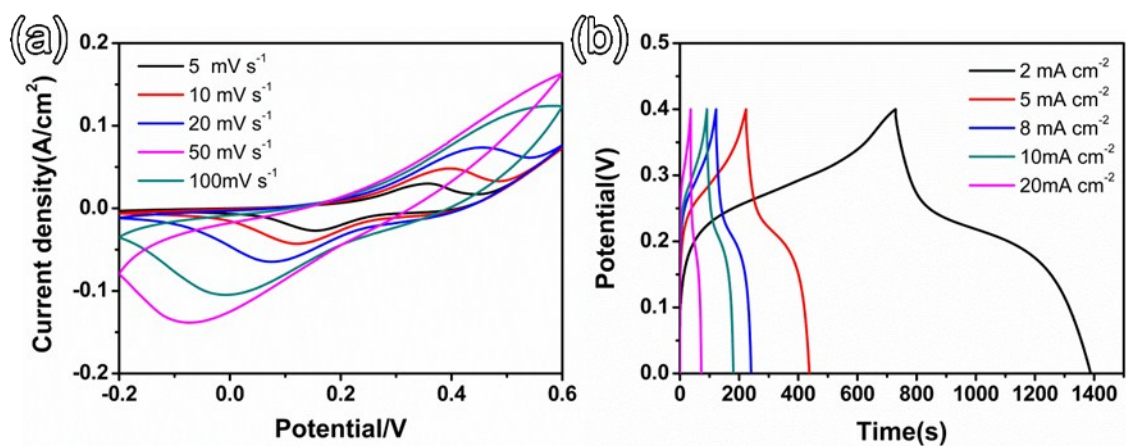 (a)
0.2
0.1
0.0
-0.1
-0.2
Current density(A/cm²)
5 mV s⁻¹
10 mV s⁻¹
20 mV s⁻¹
50 mV s⁻¹
100mV s⁻¹
-0.2 0.0 0.2 0.4 0.6
Potential/V
(b)
0.5
0.4
0.3
0.2
0.1
0.0
Potential(V)
2 mA cm⁻²
5 mA cm⁻²
8 mA cm⁻²
10mA cm⁻²
20mA cm⁻²
0 200 400 600 800 1000 1200 1400
Time(s)